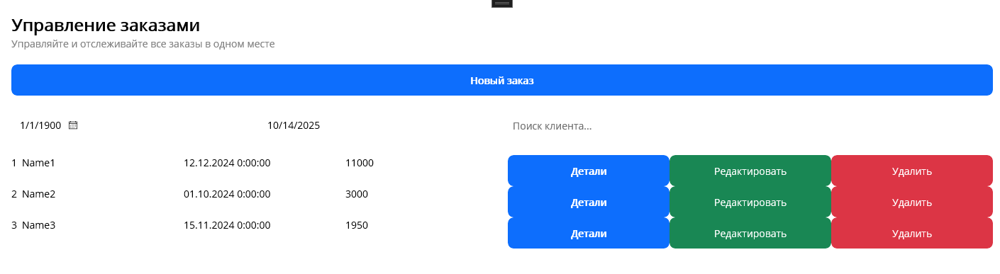 Управление заказами
Управляйте и отслеживайте все заказы в одном месте
Новый заказ
1/1/1900 10/14/2025 Поиск клиента...
1 Name1 12.12.2024 0:00:00 11000 Детали Редактировать Удалить
2 Name2 01.10.2024 0:00:00 3000 Детали Редактировать Удалить
3 Name3 15.11.2024 0:00:00 1950 Детали Редактировать Удалить